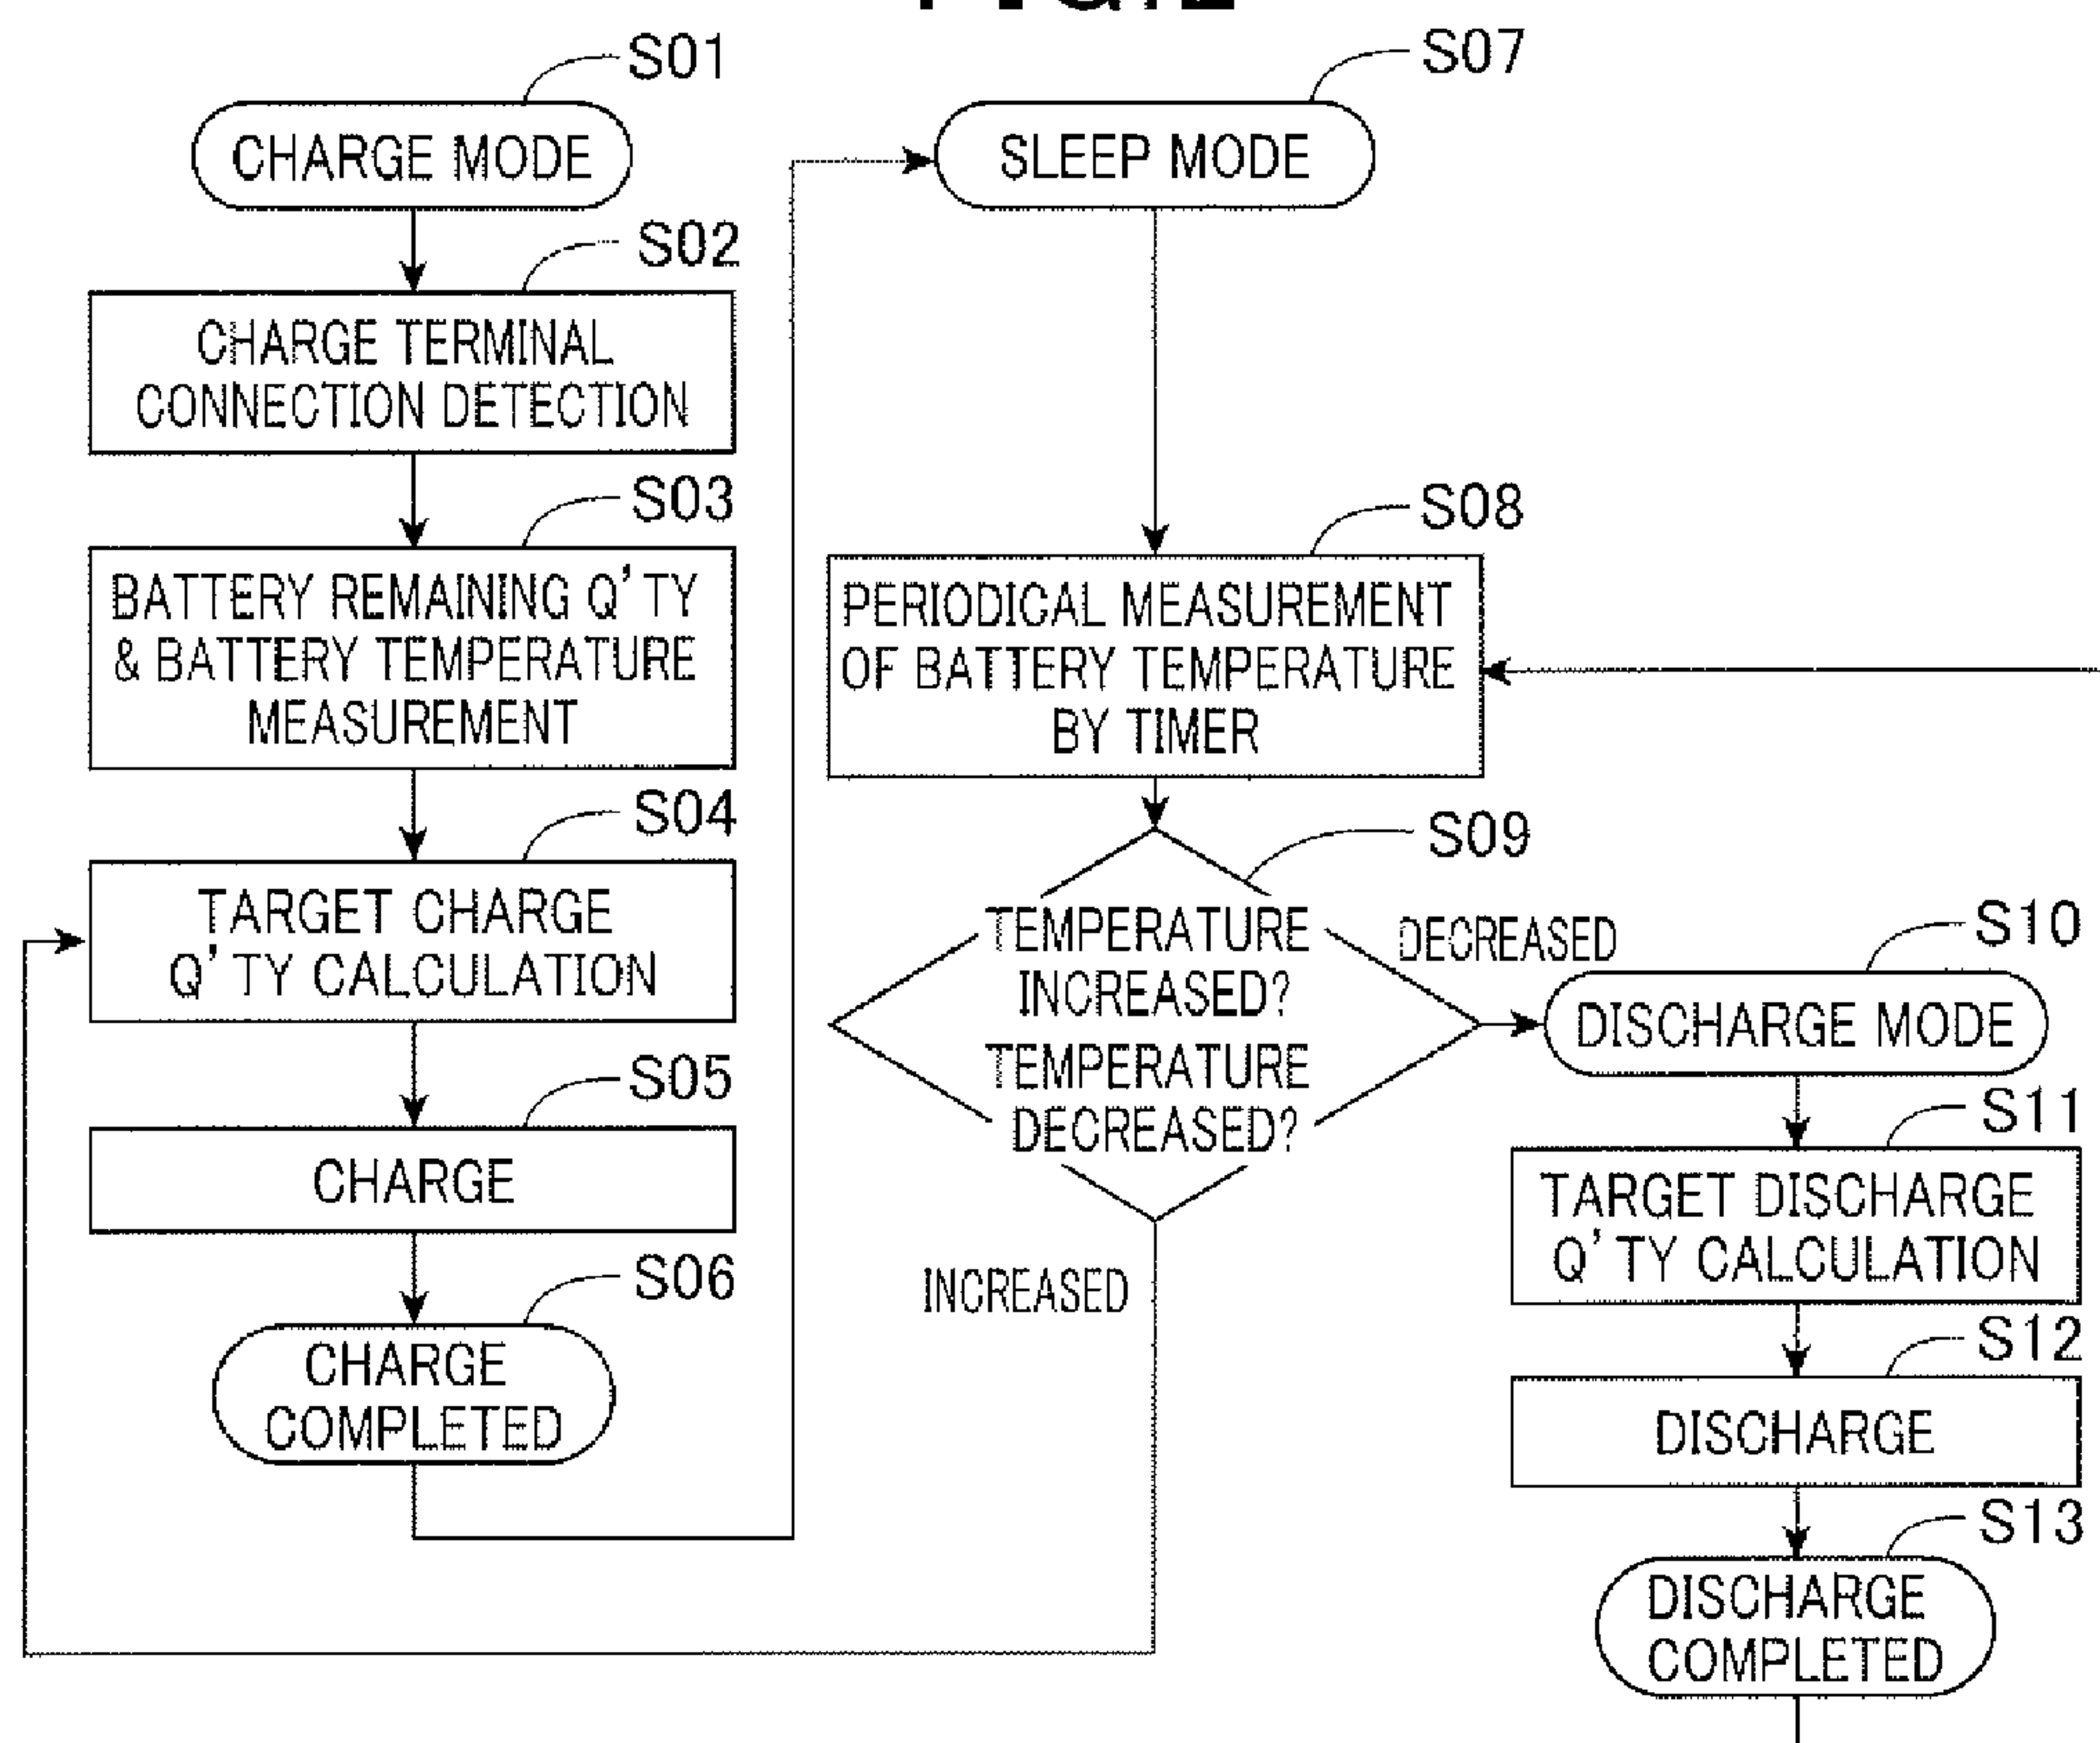 S01
CHARGE MODE
S02
CHARGE TERMINAL
CONNECTION DETECTION
S03
BATTERY REMAINING Q'TY
& BATTERY TEMPERATURE
MEASUREMENT
S04
TARGET CHARGE
Q'TY CALCULATION
S05
CHARGE
S06
CHARGE
COMPLETED
S07
SLEEP MODE
S08
PERIODICAL MEASUREMENT
OF BATTERY TEMPERATURE
BY TIMER
S09
TEMPERATURE
INCREASED?
TEMPERATURE
DECREASED?
DECREASED
INCREASED
S10
DISCHARGE MODE
S11
TARGET DISCHARGE
Q'TY CALCULATION
S12
DISCHARGE
S13
DISCHARGE
COMPLETED